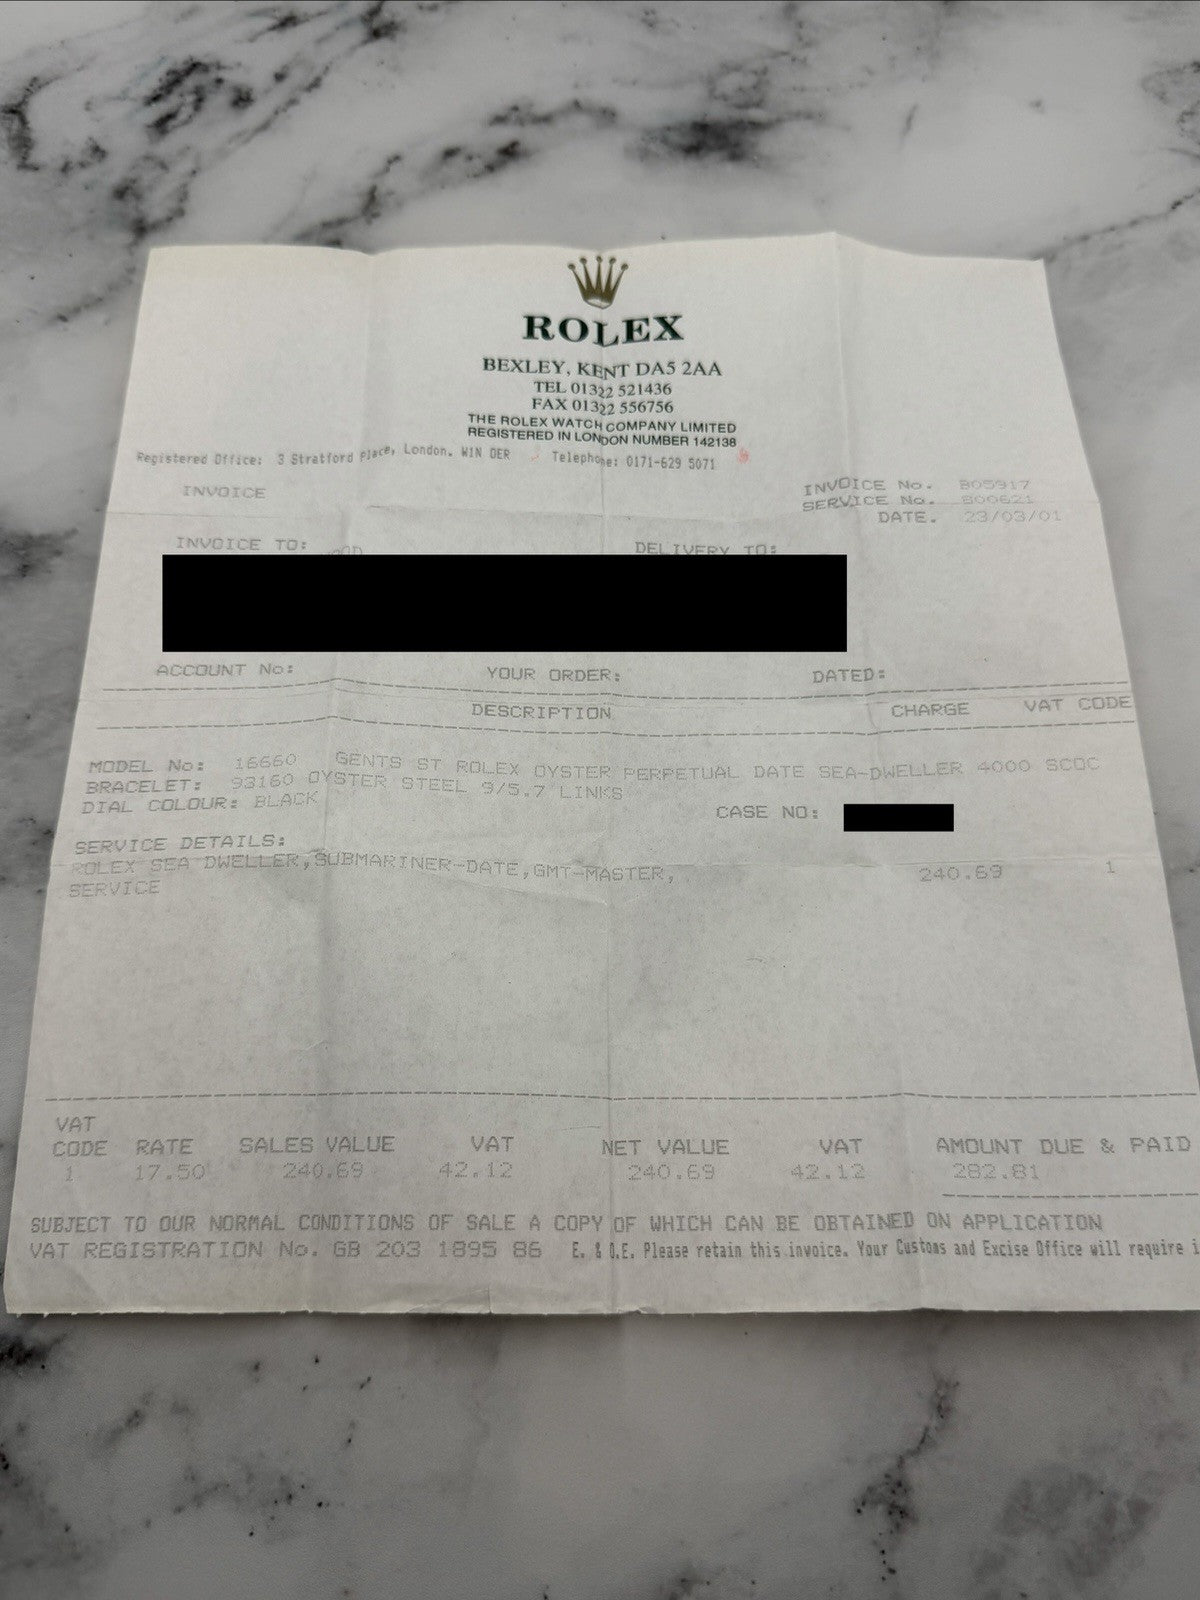 ROLEX
BEXLEY, KENT DA5 2AA
TEL 01322 521436
FAX 01322 556756
THE ROLEX WATCH COMPANY LIMITED
REGISTERED IN LONDON NUMBER 142138
Registered Office: 3 Stratford Place, London. W1N 0ER Telephone: 0171-629 5071
INVOICE
INVOICE No. B05917
SERVICE No. B00621
DATE. 23/03/01
INVOICE TO: DELIVERY TO:
ACCOUNT No: YOUR ORDER: DATED:
DESCRIPTION CHARGE VAT CODE
MODEL No: 16660 GENTS ST ROLEX OYSTER PERPETUAL DATE SEA-DWELLER 4000 SCOC
BRACELET: 93160 OYSTER STEEL 9/5.7 LINKS
DIAL COLOUR: BLACK CASE NO:
SERVICE DETAILS:
ROLEX SEA DWELLER,SUBMARINER-DATE,GMT-MASTER, 240.69 1
SERVICE
VAT
CODE RATE SALES VALUE VAT NET VALUE VAT AMOUNT DUE & PAID
1 17.50 240.69 42.12 240.69 42.12 282.81
SUBJECT TO OUR NORMAL CONDITIONS OF SALE A COPY OF WHICH CAN BE OBTAINED ON APPLICATION
VAT REGISTRATION No. GB 203 1895 86 E. & O.E. Please retain this invoice. Your Customs and Excise Office will require i